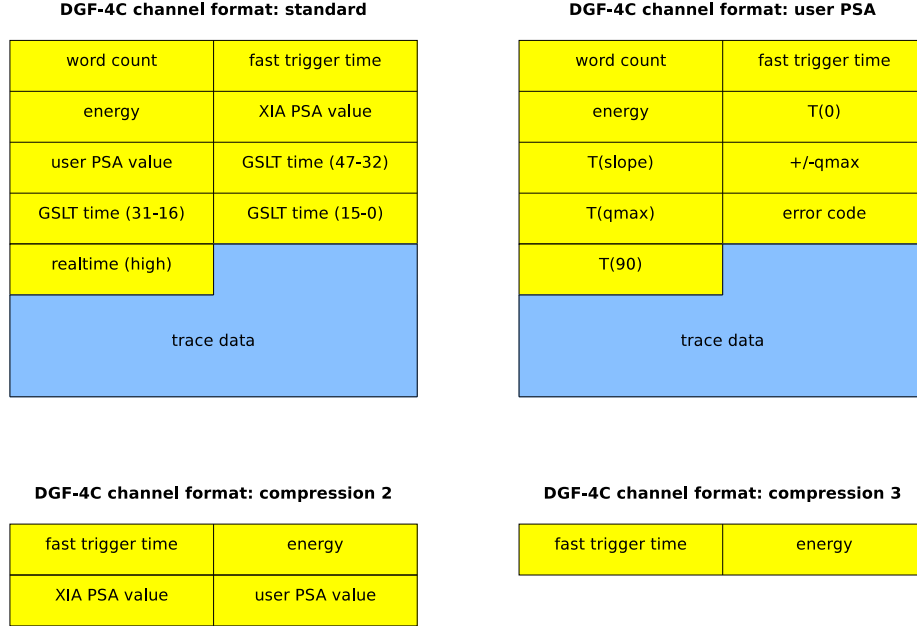 DGF-4C channel format: standard
word count
fast trigger time
energy
XIA PSA value
user PSA value
GSLT time (47-32)
GSLT time (31-16)
GSLT time (15-0)
realtime (high)
trace data
DGF-4C channel format: user PSA
word count
fast trigger time
energy
T(0)
T(slope)
+/-qmax
T(qmax)
error code
T(90)
trace data
DGF-4C channel format: compression 2
fast trigger time
energy
XIA PSA value
user PSA value
DGF-4C channel format: compression 3
fast trigger time
energy